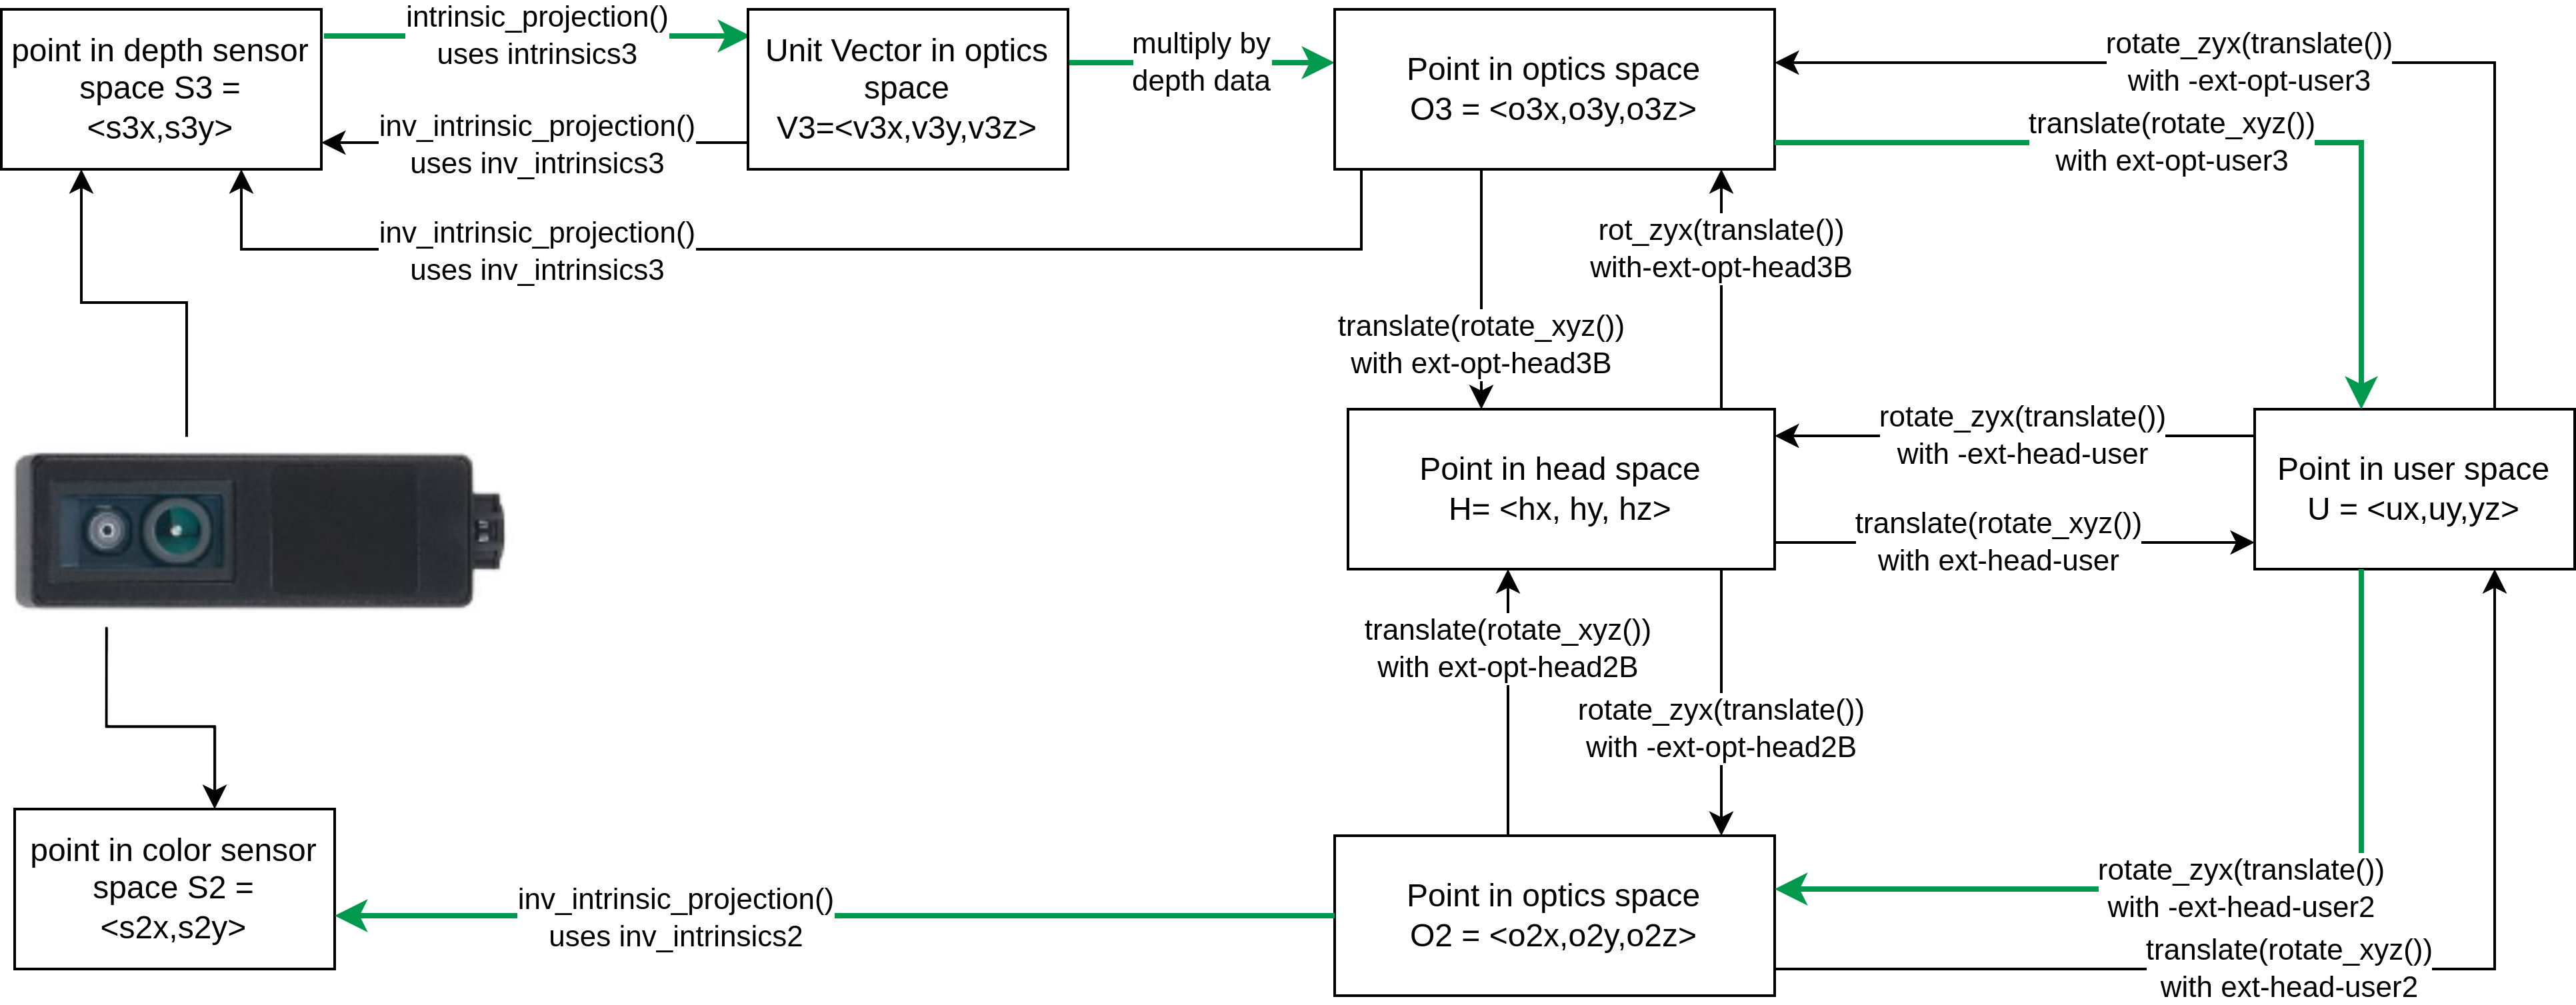 point in depth sensor
space S3 =
<s3x,s3y>
intrinsic_projection()
uses intrinsics3
inv_intrinsic_projection()
uses inv_intrinsics3
Unit Vector in optics
space
V3=<v3x,v3y,v3z>
multiply by
depth data
Point in optics space
O3 = <o3x,o3y,o3z>
rotate_zyx(translate())
with -ext-opt-user3
translate(rotate_xyz())
with ext-opt-user3
inv_intrinsic_projection()
uses inv_intrinsics3
rot_zyx(translate())
with-ext-opt-head3B
translate(rotate_xyz())
with ext-opt-head3B
Point in head space
H= <hx, hy, hz>
rotate_zyx(translate())
with -ext-head-user
translate(rotate_xyz())
with ext-head-user
Point in user space
U = <ux,uy,yz>
translate(rotate_xyz())
with ext-opt-head2B
rotate_zyx(translate())
with -ext-opt-head2B
point in color sensor
space S2 =
<s2x,s2y>
inv_intrinsic_projection()
uses inv_intrinsics2
Point in optics space
O2 = <o2x,o2y,o2z>
rotate_zyx(translate())
with -ext-head-user2
translate(rotate_xyz())
with ext-head-user2